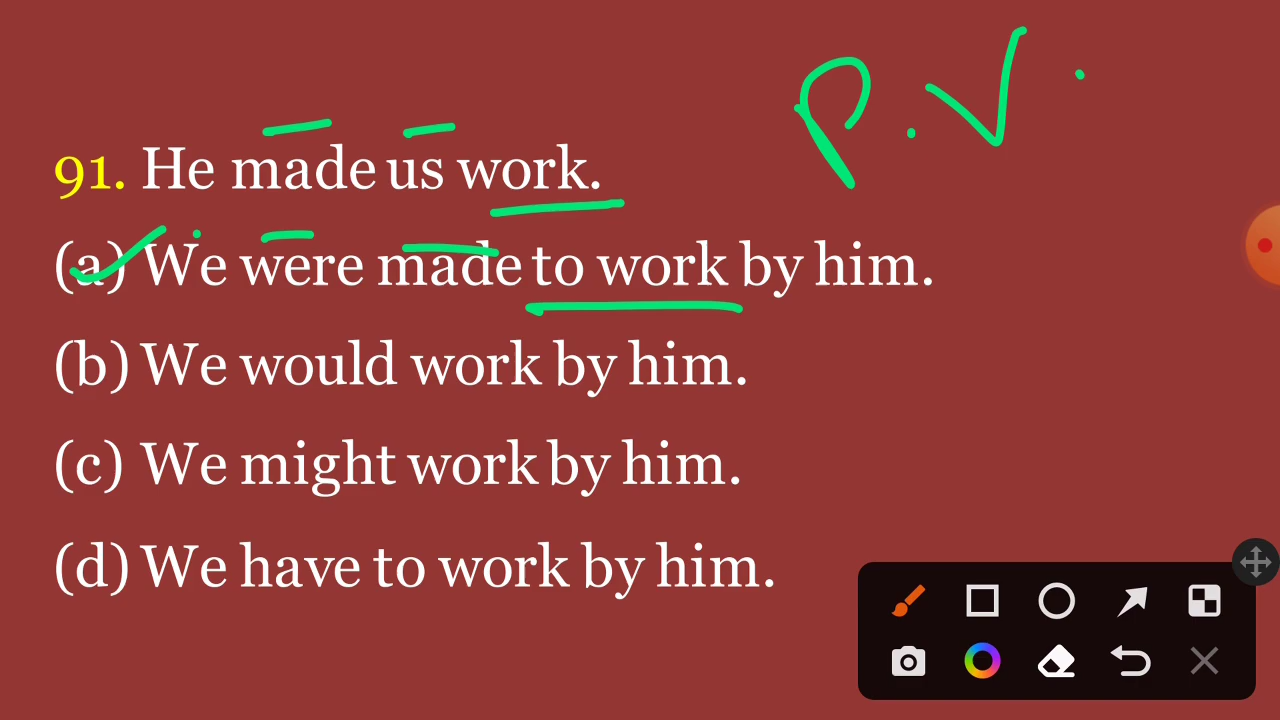 P.V.
91. He made us work.
(a) We were made to work by him.
(b) We would work by him.
(c) We might work by him.
(d) We have to work by him.